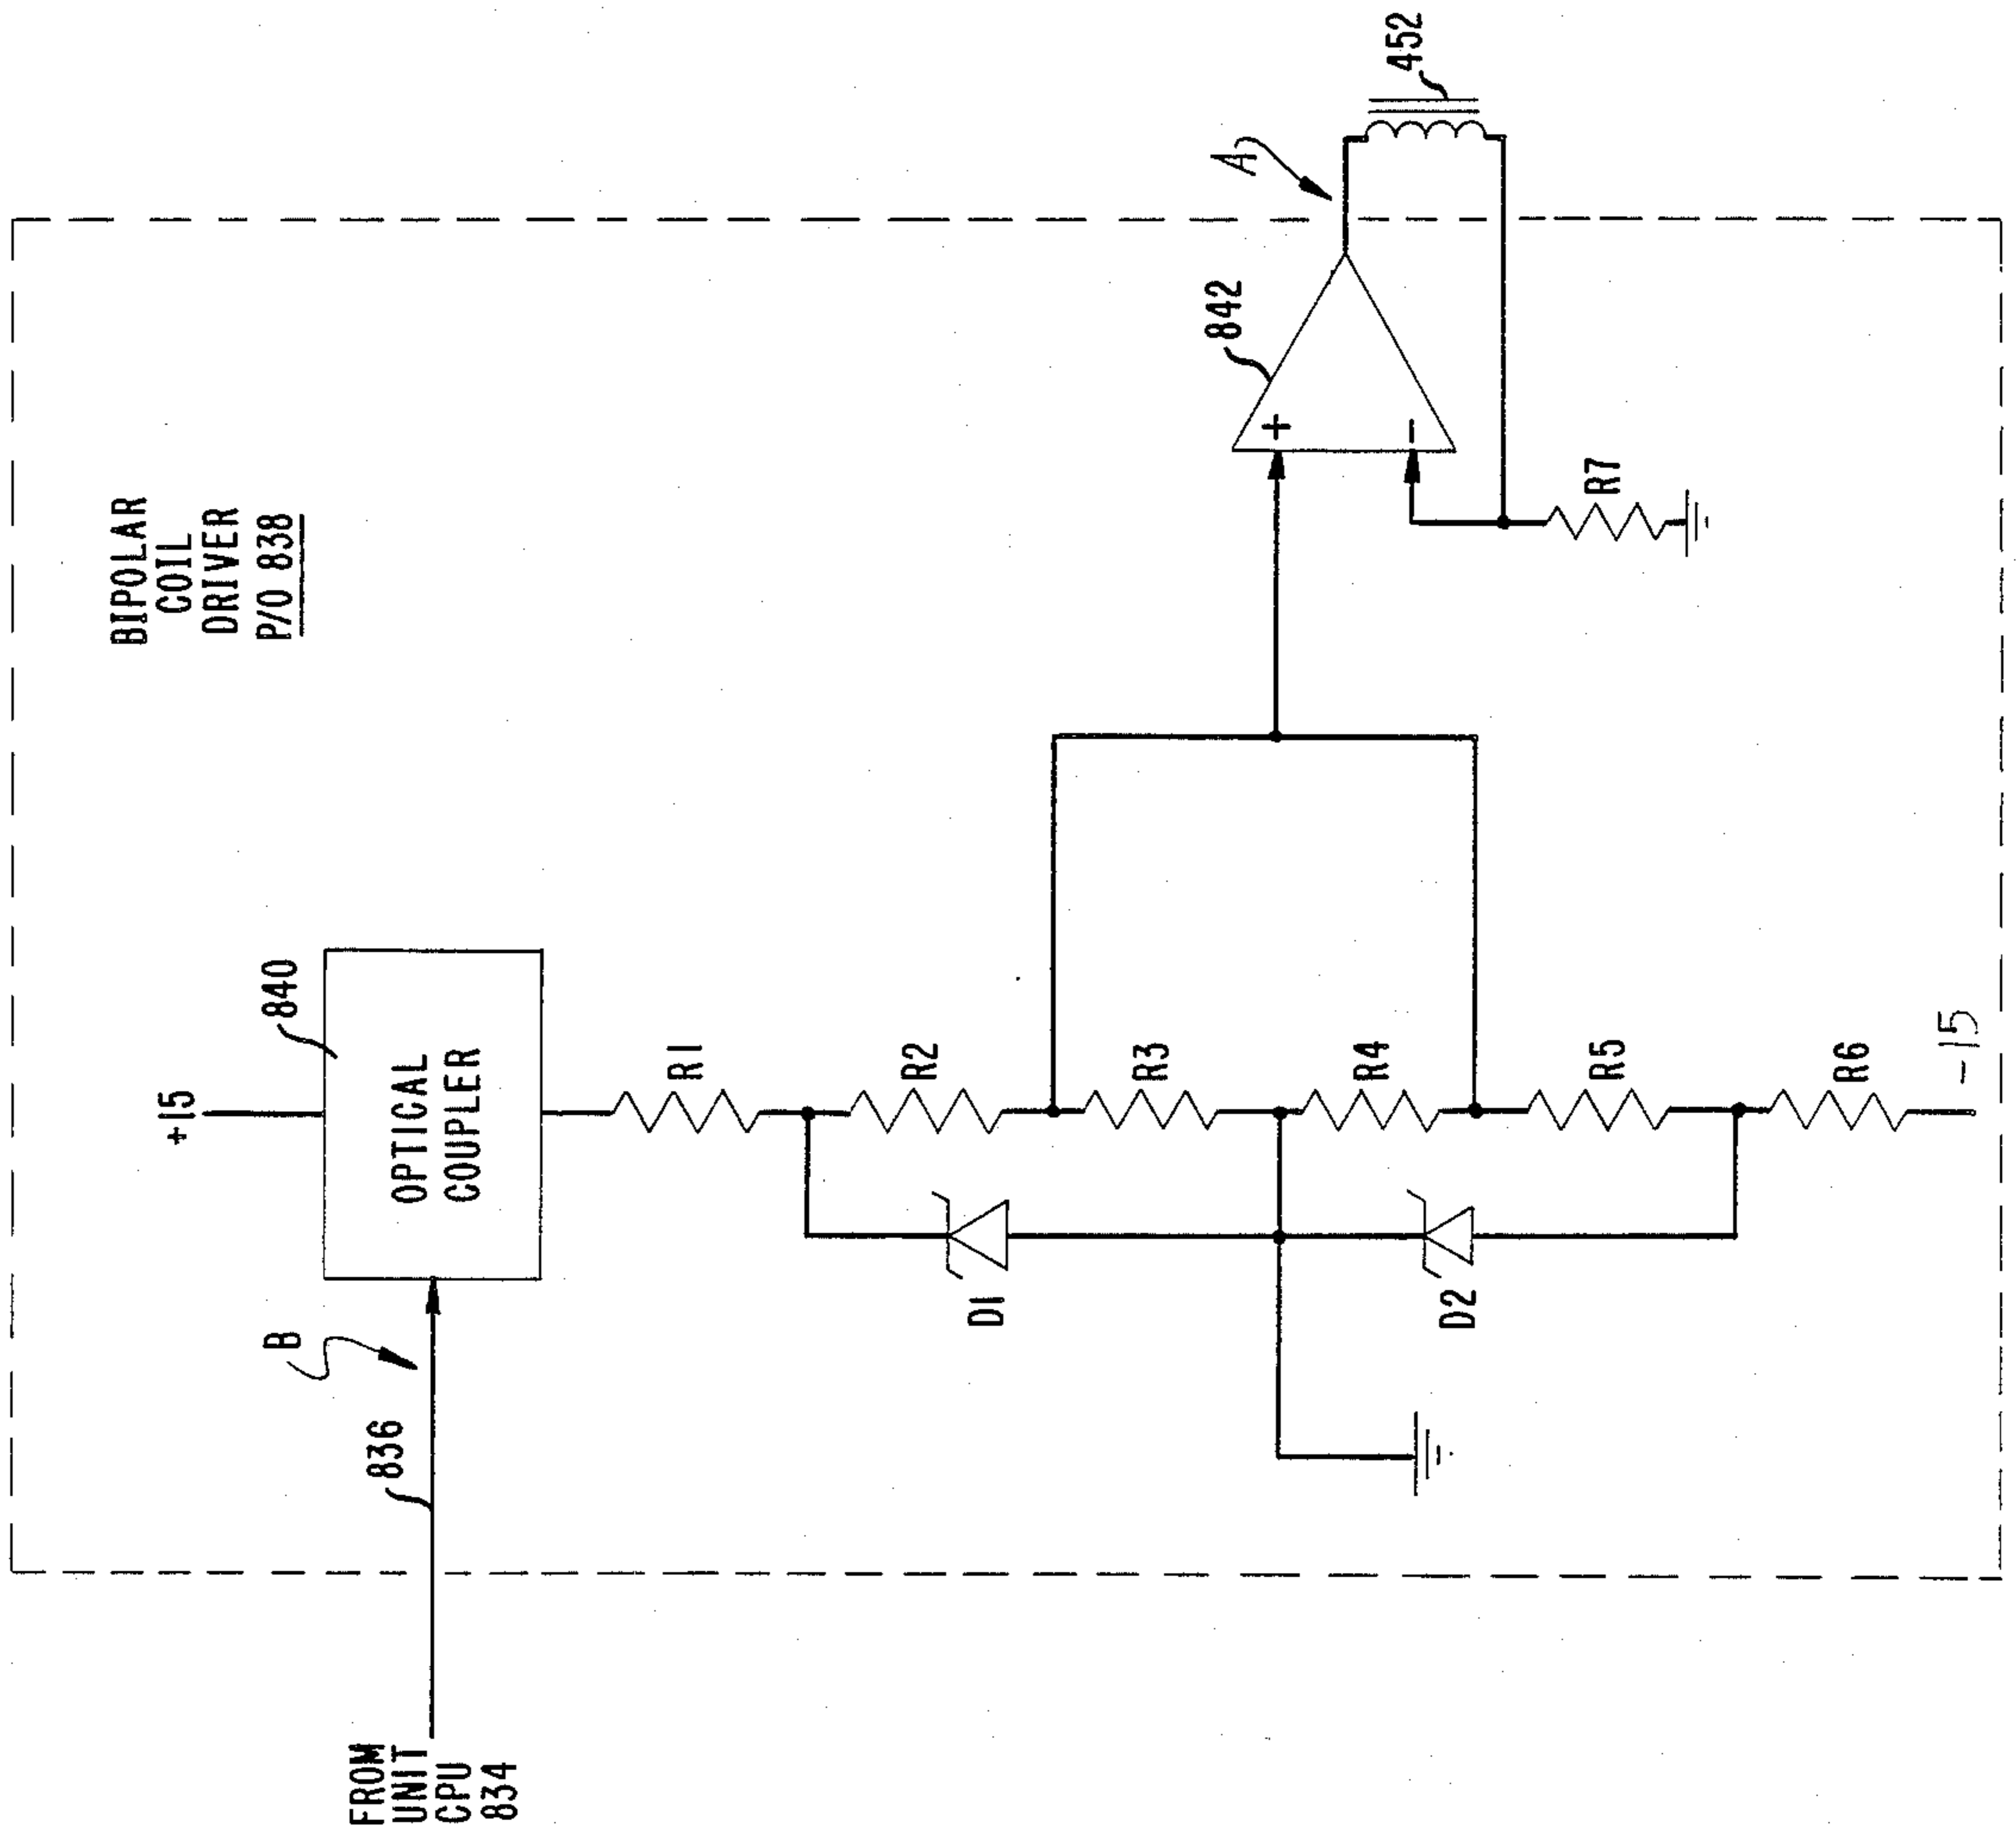 BIPOLAR
COIL
DRIVER
P/O 838
+15
840
OPTICAL
COUPLER
B
836
FROM
UNIT
CPU
834
R1
R2
R3
R4
R5
R6
-15
D1
D2
+
-
842
A
452
R7